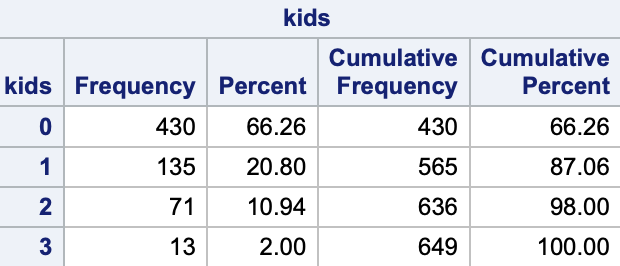 kids
kids Frequency Percent Cumulative Frequency Cumulative Percent
0 430 66.26 430 66.26
1 135 20.80 565 87.06
2 71 10.94 636 98.00
3 13 2.00 649 100.00